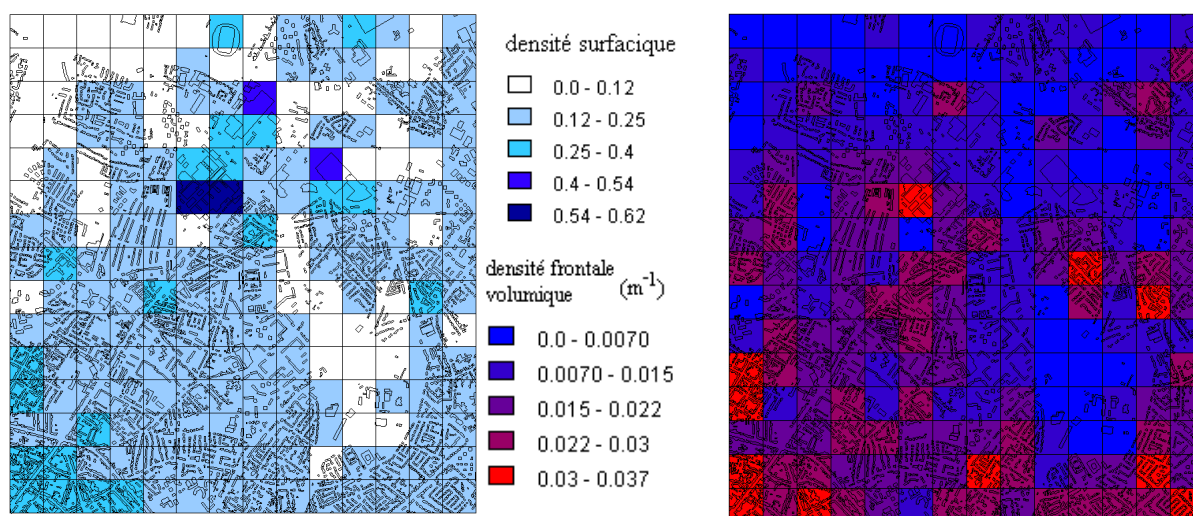 densité surfacique
0.0 - 0.12
0.12 - 0.25
0.25 - 0.4
0.4 - 0.54
0.54 - 0.62
densité frontale
volumique (m⁻¹)
0.0 - 0.0070
0.0070 - 0.015
0.015 - 0.022
0.022 - 0.03
0.03 - 0.037